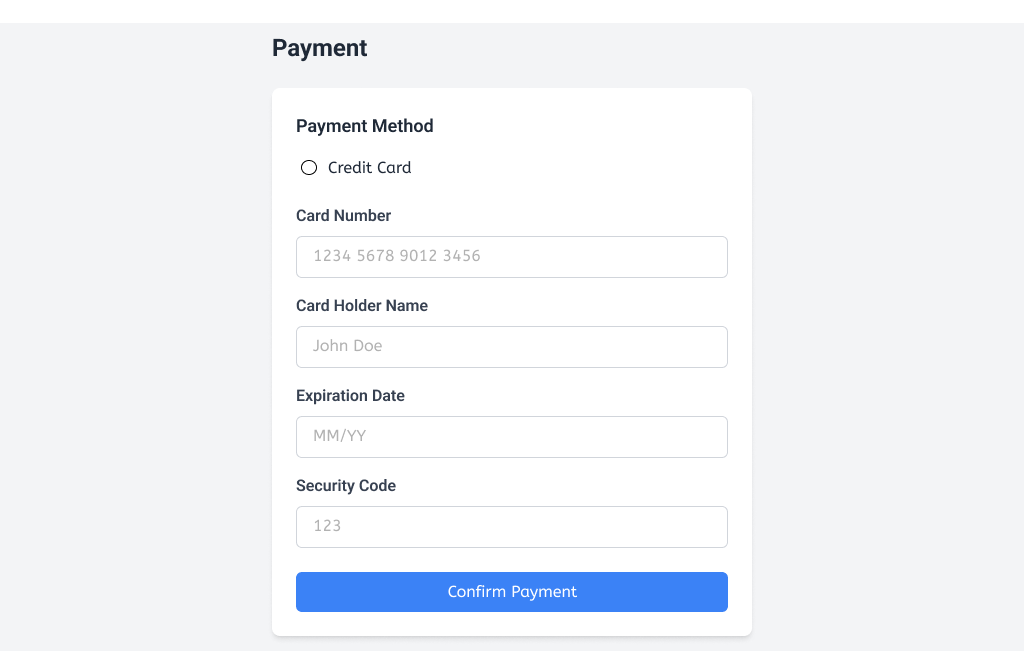 Payment
Payment Method
Credit Card
Card Number
1234 5678 9012 3456
Card Holder Name
John Doe
Expiration Date
MM/YY
Security Code
123
Confirm Payment